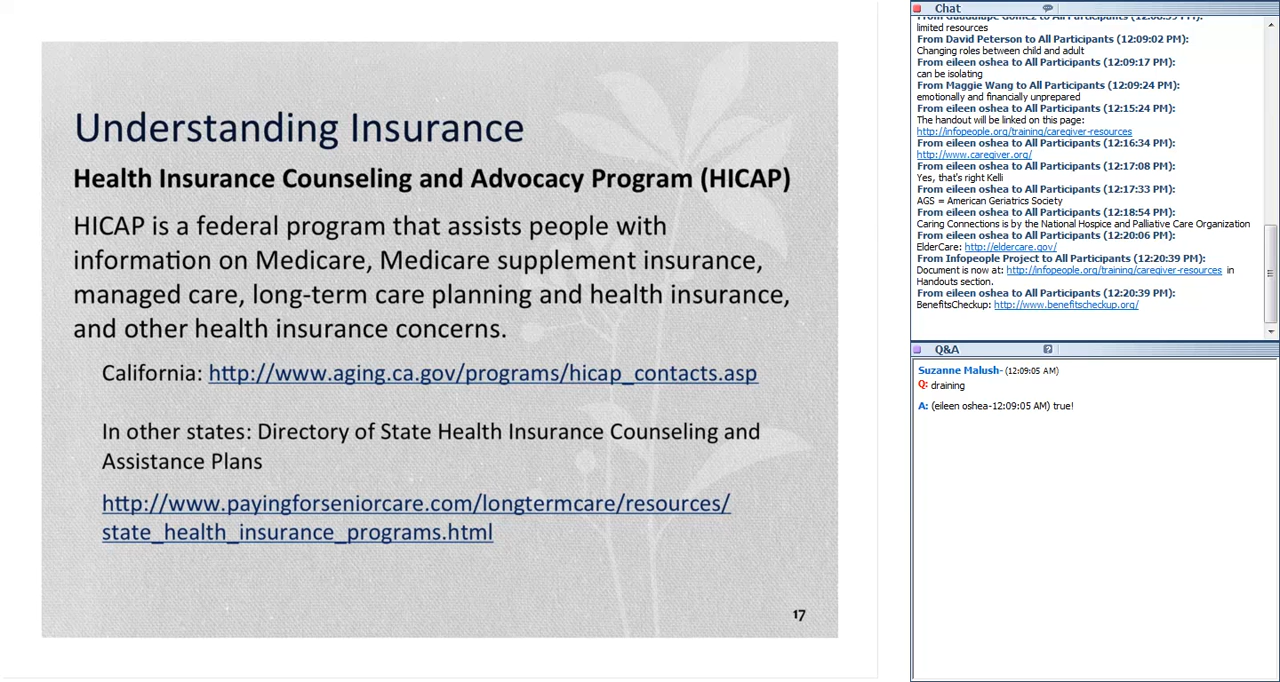 Understanding Insurance
Health Insurance Counseling and Advocacy Program (HICAP)
HICAP is a federal program that assists people with
information on Medicare, Medicare supplement insurance,
managed care, long-term care planning and health insurance,
and other health insurance concerns.
California: http://www.aging.ca.gov/programs/hicap_contacts.asp
In other states: Directory of State Health Insurance Counseling and
Assistance Plans
http://www.payingforseniorcare.com/longtermcare/resources/
state_health_insurance_programs.html
17
Chat
From Guadalupe Gomez to All Participants (12:08:59 PM):
limited resources
From David Peterson to All Participants (12:09:02 PM):
Changing roles between child and adult
From eileen oshea to All Participants (12:09:17 PM):
can be isolating
From Maggie Wang to All Participants (12:09:24 PM):
emotionally and financially unprepared
From eileen oshea to All Participants (12:15:24 PM):
The handout will be linked on this page:
http://infopeople.org/training/caregiver-resources
From eileen oshea to All Participants (12:16:34 PM):
http://www.caregiver.org/
From eileen oshea to All Participants (12:17:08 PM):
Yes, that's right Kelli
From eileen oshea to All Participants (12:17:33 PM):
AGS = American Geriatrics Society
From eileen oshea to All Participants (12:18:54 PM):
Caring Connections is by the National Hospice and Palliative Care Organization
From eileen oshea to All Participants (12:20:06 PM):
ElderCare: http://eldercare.gov/
From Infopeople Project to All Participants (12:20:39 PM):
Document is now at: http://infopeople.org/training/caregiver-resources in
Handouts section.
From eileen oshea to All Participants (12:20:39 PM):
BenefitsCheckup: http://www.benefitscheckup.org/
Q&A
Suzanne Malush- (12:09:05 AM)
Q: draining
A: (eileen oshea-12:09:05 AM) true!